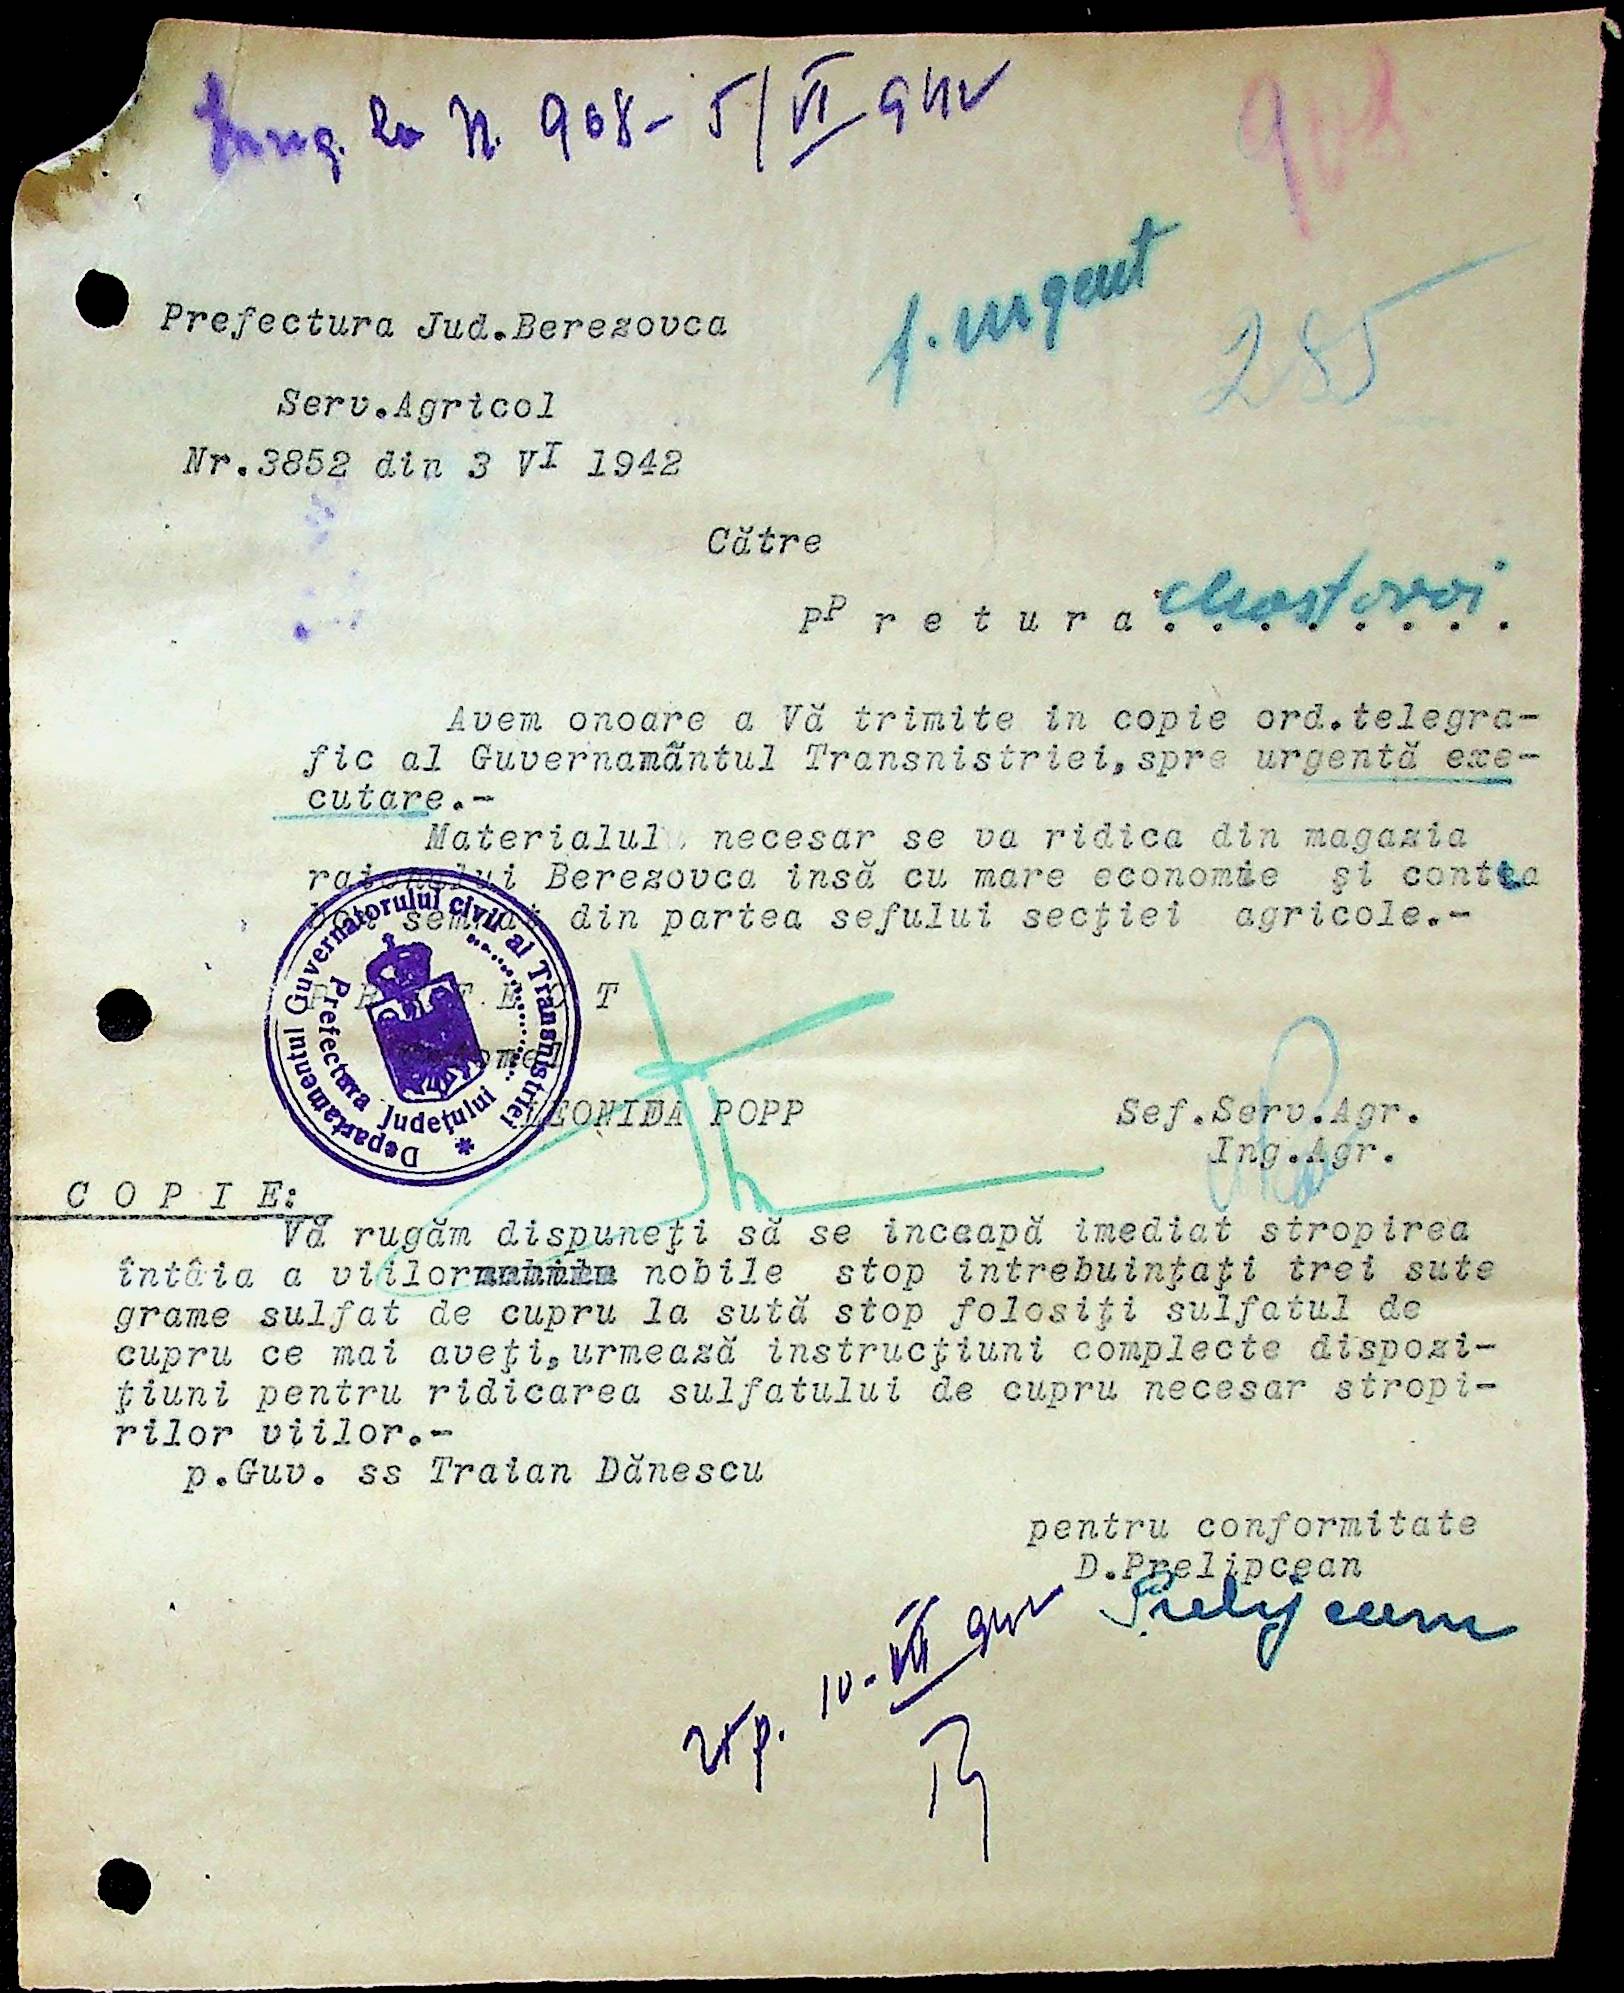 Inreg. la N. 908 - 5/VI 942
908
f. urgent
285
Prefectura Jud.Berezovca
Serv.Agricol
Nr.3852 din 3 VI 1942
Către
PP r e t u r a . . . . . . . .
Avem onoare a Vă trimite in copie ord.telegra-
fic al Guvernamântul Transnistriei,spre urgentă exe-
cutare.-
Materialul necesar se va ridica din magazia
raionului Berezovca insă cu mare economie şi contra
bon semnat din partea sefului secţiei agricole.-
P R E F E C T
LEONIDA POPP
Sef.Serv.Agr.
Ing.Agr.
Departamentul Guvernatorului civil al Transnistriei
Prefectura Judeţului
C O P I E:
Vă rugăm dispuneţi să se inceapă imediat stropirea
întâia a viilor nobile stop intrebuinţaţi trei sute
grame sulfat de cupru la sută stop folosiţi sulfatul de
cupru ce mai aveţi,urmează instrucţiuni complecte dispozi-
ţiuni pentru ridicarea sulfatului de cupru necesar stropi-
rilor viilor.-
p.Guv. ss Traian Dănescu
pentru conformitate
D.Prelipcean
Prelipcean
10-VII 942